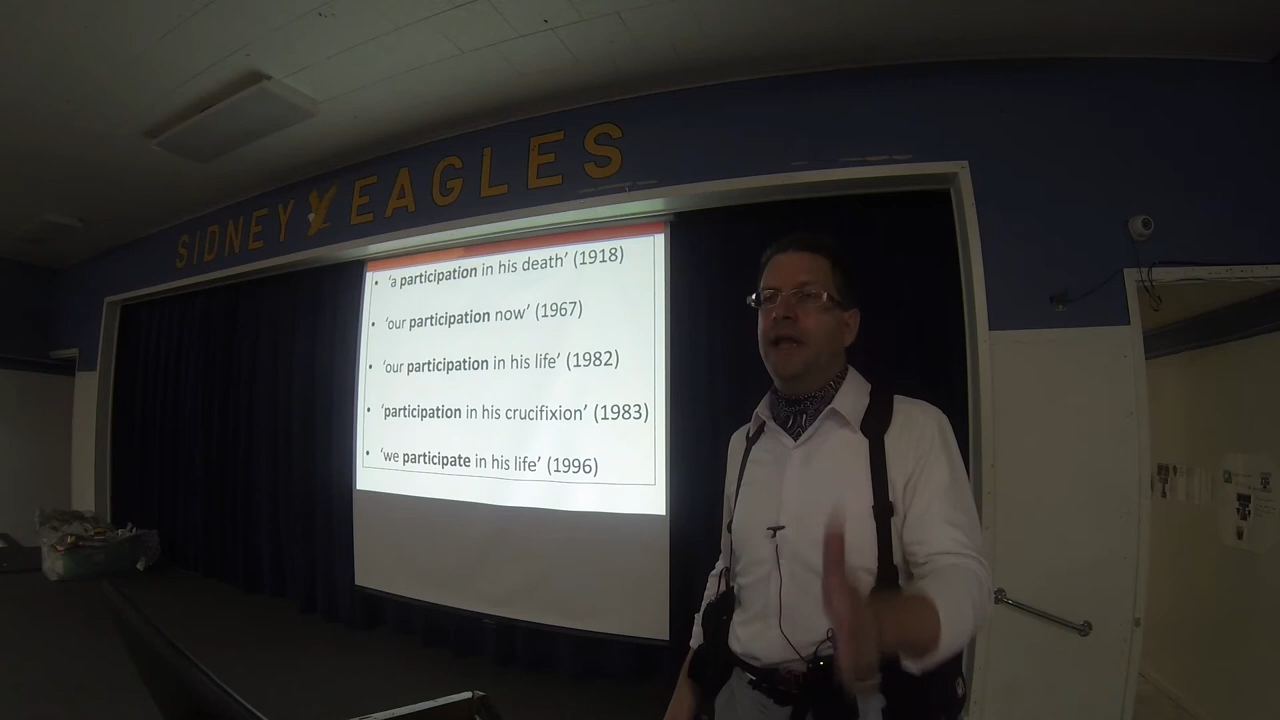 SIDNEY EAGLES
• 'a participation in his death' (1918)
• 'our participation now' (1967)
• 'our participation in his life' (1982)
• 'participation in his crucifixion' (1983)
• 'we participate in his life' (1996)